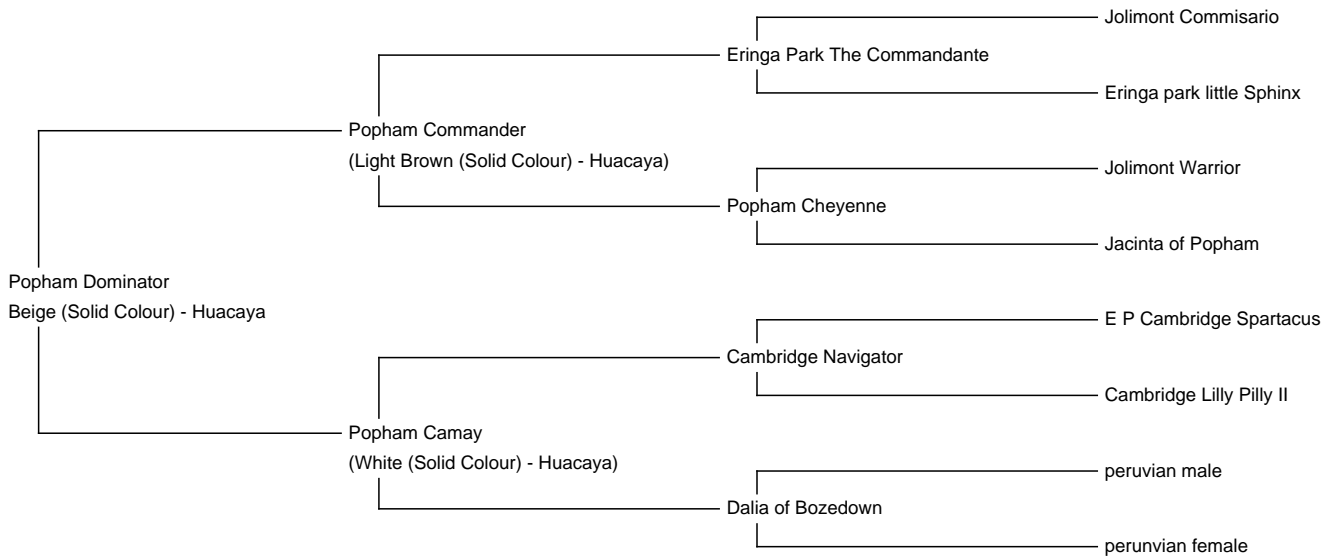 Jolimont Commisario
Eringa Park The Commandante
Eringa park little Sphinx
Popham Commander
(Light Brown (Solid Colour) - Huacaya)
Jolimont Warrior
Popham Cheyenne
Jacinta of Popham
Popham Dominator
Beige (Solid Colour) - Huacaya
E P Cambridge Spartacus
Cambridge Navigator
Cambridge Lilly Pilly II
Popham Camay
(White (Solid Colour) - Huacaya)
peruvian male
Dalia of Bozedown
perunvian female